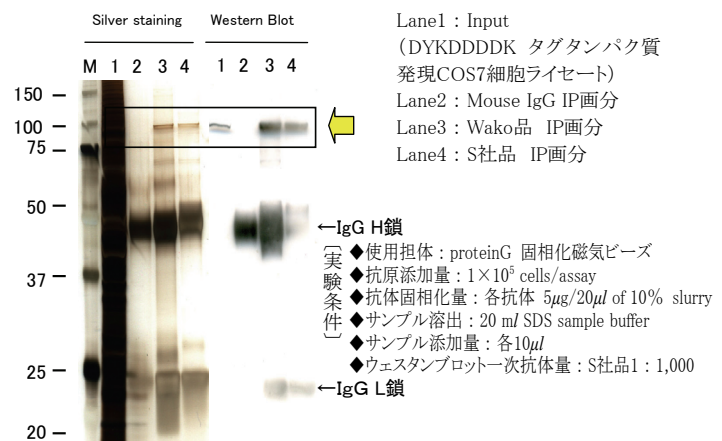 Silver staining Western Blot
M 1 2 3 4 1 2 3 4
150
100
75
50
37
25
20
Lane1：Input
（DYKDDDDK タグタンパク質
発現COS7細胞ライセート）
Lane2：Mouse IgG IP画分
Lane3：Wako品 IP画分
Lane4：S社品 IP画分
←IgG H鎖
〔実験条件〕
◆使用担体：proteinG 固相化磁気ビーズ
◆抗原添加量：1×10⁵ cells/assay
◆抗体固相化量：各抗体 5μg/20μl of 10% slurry
◆サンプル溶出：20 ml SDS sample buffer
◆サンプル添加量：各10μl
◆ウェスタンブロット一次抗体量：S社品1：1,000
←IgG L鎖